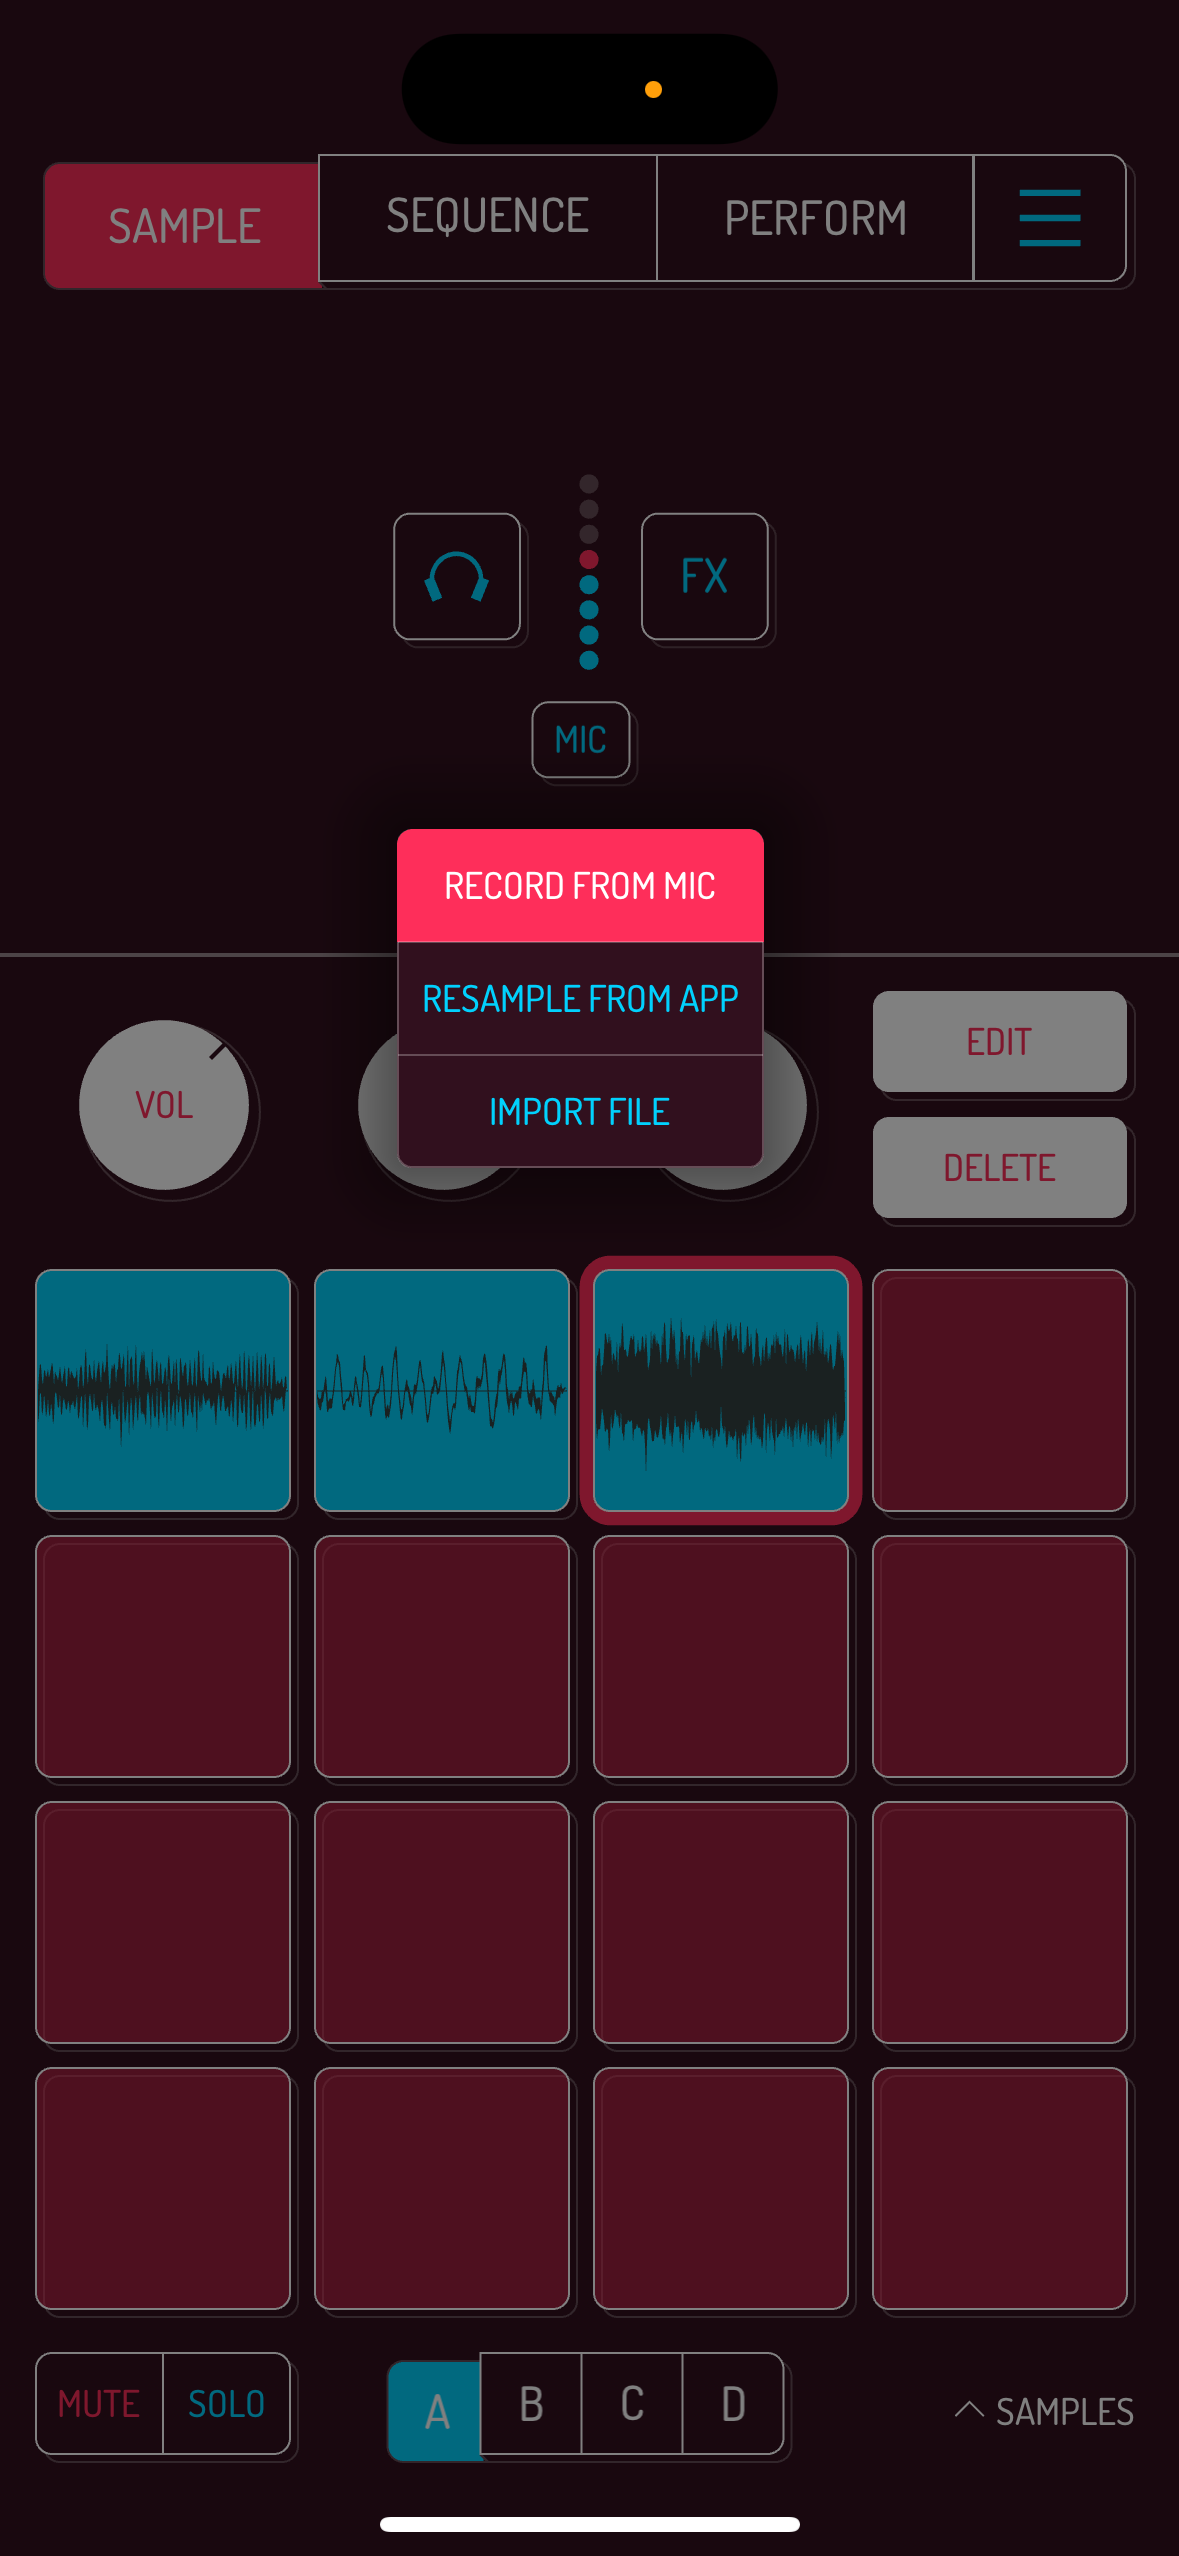 SAMPLE
SEQUENCE
PERFORM
FX
MIC
RECORD FROM MIC
RESAMPLE FROM APP
IMPORT FILE
VOL
EDIT
DELETE
MUTE
SOLO
A
B
C
D
SAMPLES